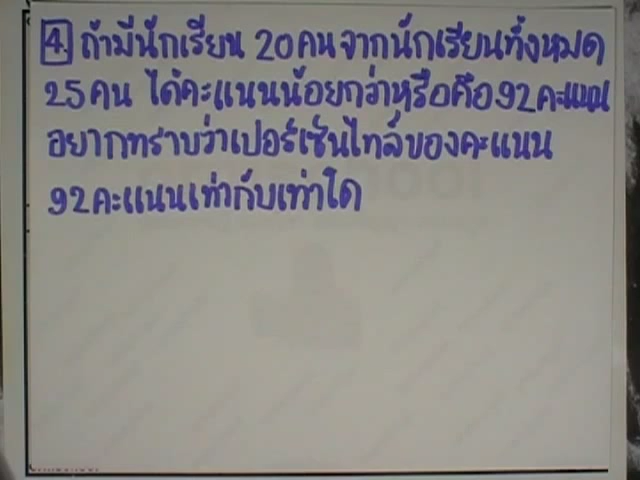 4. ถ้ามีนักเรียน 20 คนจากนักเรียนทั้งหมด
25 คน ได้คะแนนน้อยกว่าหรือคือ 92 คะแนน
อยากทราบว่าเปอร์เซ็นไทล์ของคะแนน
92 คะแนนเท่ากับเท่าใด